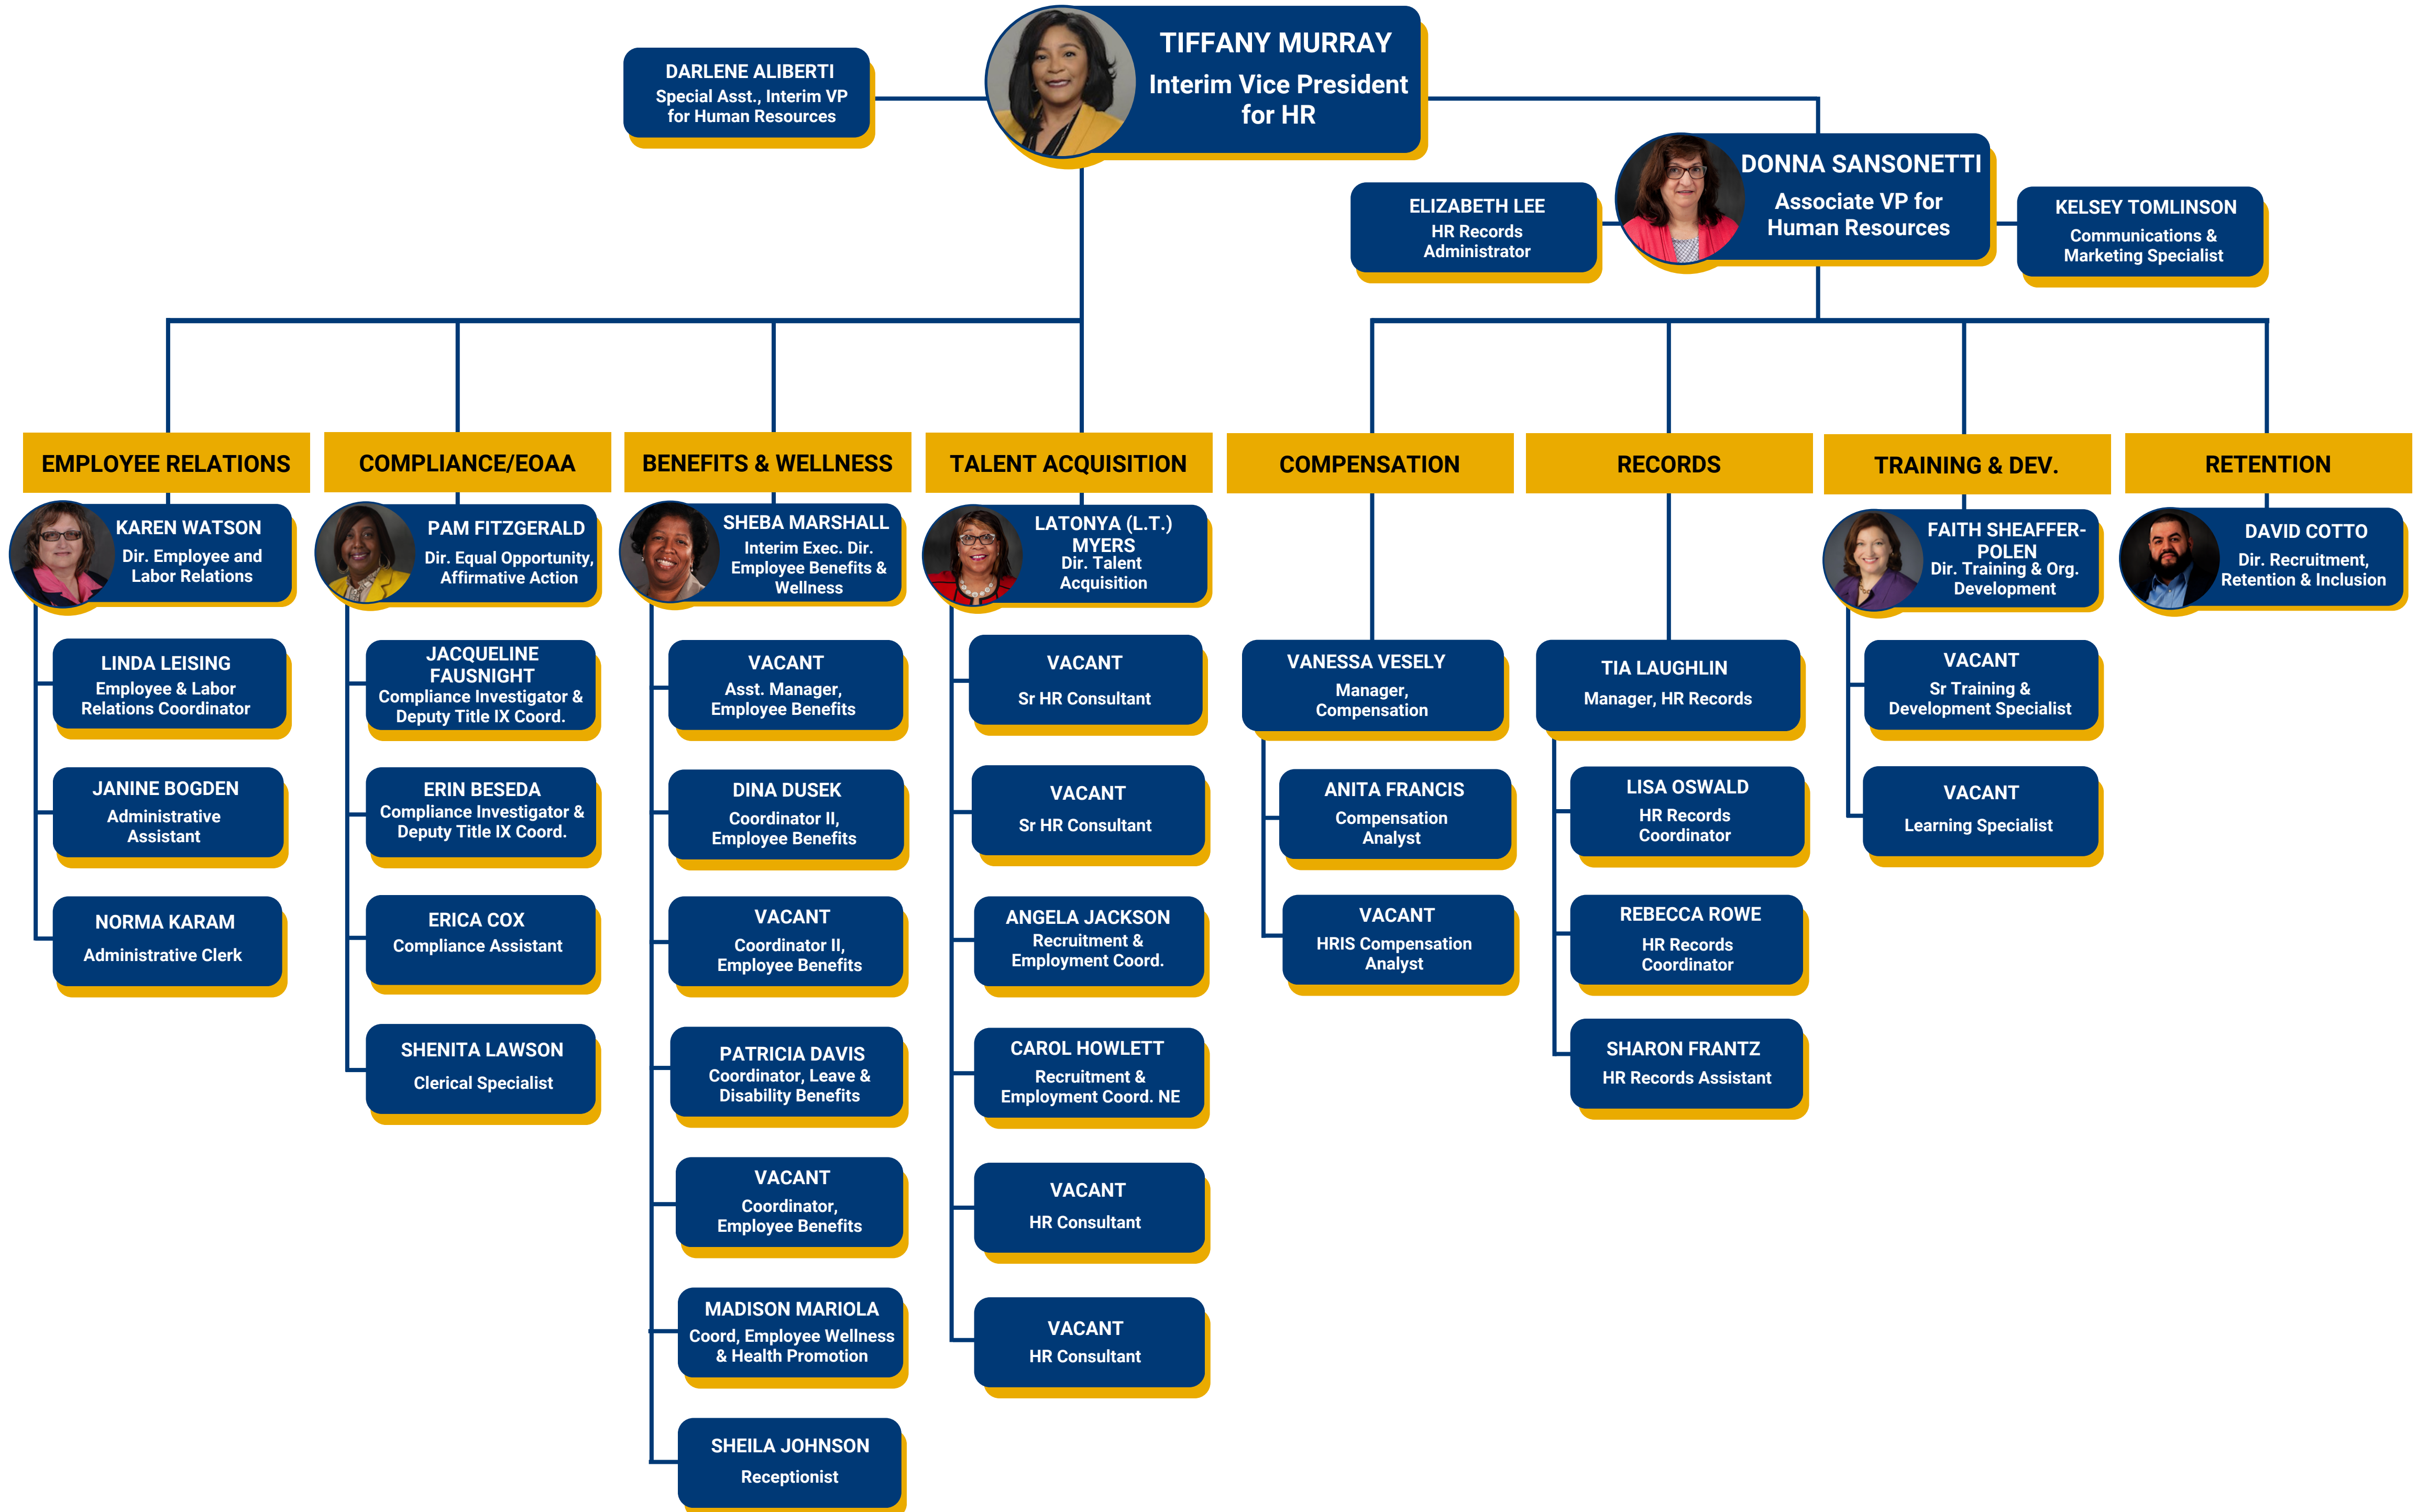 TIFFANY MURRAY
Interim Vice President
for HR
DARLENE ALIBERTI
Special Asst., Interim VP
for Human Resources
DONNA SANSONETTI
Associate VP for
Human Resources
ELIZABETH LEE
HR Records
Administrator
KELSEY TOMLINSON
Communications &
Marketing Specialist
EMPLOYEE RELATIONS
KAREN WATSON
Dir. Employee and
Labor Relations
LINDA LEISING
Employee & Labor
Relations Coordinator
JANINE BOGDEN
Administrative
Assistant
NORMA KARAM
Administrative Clerk
COMPLIANCE/EOAA
PAM FITZGERALD
Dir. Equal Opportunity,
Affirmative Action
JACQUELINE
FAUSNIGHT
Compliance Investigator &
Deputy Title IX Coord.
ERIN BESEDA
Compliance Investigator &
Deputy Title IX Coord.
ERICA COX
Compliance Assistant
SHENITA LAWSON
Clerical Specialist
BENEFITS & WELLNESS
SHEBA MARSHALL
Interim Exec. Dir.
Employee Benefits &
Wellness
VACANT
Asst. Manager,
Employee Benefits
DINA DUSEK
Coordinator II,
Employee Benefits
VACANT
Coordinator II,
Employee Benefits
PATRICIA DAVIS
Coordinator, Leave &
Disability Benefits
VACANT
Coordinator,
Employee Benefits
MADISON MARIOLA
Coord, Employee Wellness
& Health Promotion
SHEILA JOHNSON
Receptionist
TALENT ACQUISITION
LATONYA (L.T.)
MYERS
Dir. Talent
Acquisition
VACANT
Sr HR Consultant
VACANT
Sr HR Consultant
ANGELA JACKSON
Recruitment &
Employment Coord.
CAROL HOWLETT
Recruitment &
Employment Coord. NE
VACANT
HR Consultant
VACANT
HR Consultant
COMPENSATION
VANESSA VESELY
Manager,
Compensation
ANITA FRANCIS
Compensation
Analyst
VACANT
HRIS Compensation
Analyst
RECORDS
TIA LAUGHLIN
Manager, HR Records
LISA OSWALD
HR Records
Coordinator
REBECCA ROWE
HR Records
Coordinator
SHARON FRANTZ
HR Records Assistant
TRAINING & DEV.
FAITH SHEAFFER-
POLEN
Dir. Training & Org.
Development
VACANT
Sr Training &
Development Specialist
VACANT
Learning Specialist
RETENTION
DAVID COTTO
Dir. Recruitment,
Retention & Inclusion